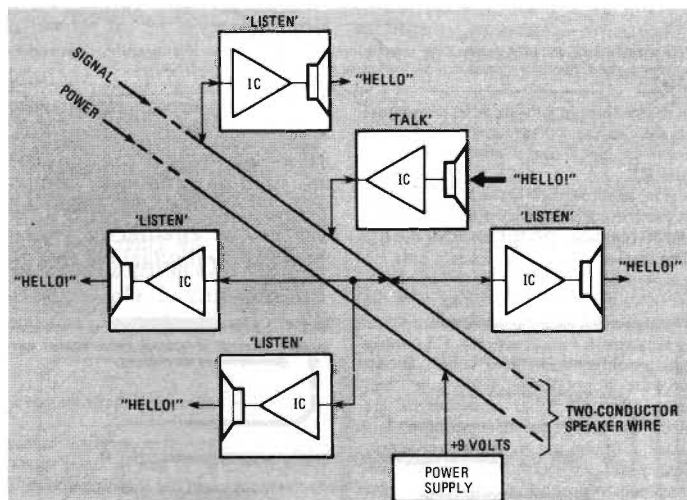 'LISTEN'
SIGNAL
IC
"HELLO"
POWER
'TALK'
IC
"HELLO!"
'LISTEN'
'LISTEN'
"HELLO!"
IC
IC
"HELLO!"
'LISTEN'
"HELLO!"
IC
TWO-CONDUCTOR
SPEAKER WIRE
+9 VOLTS
POWER
SUPPLY